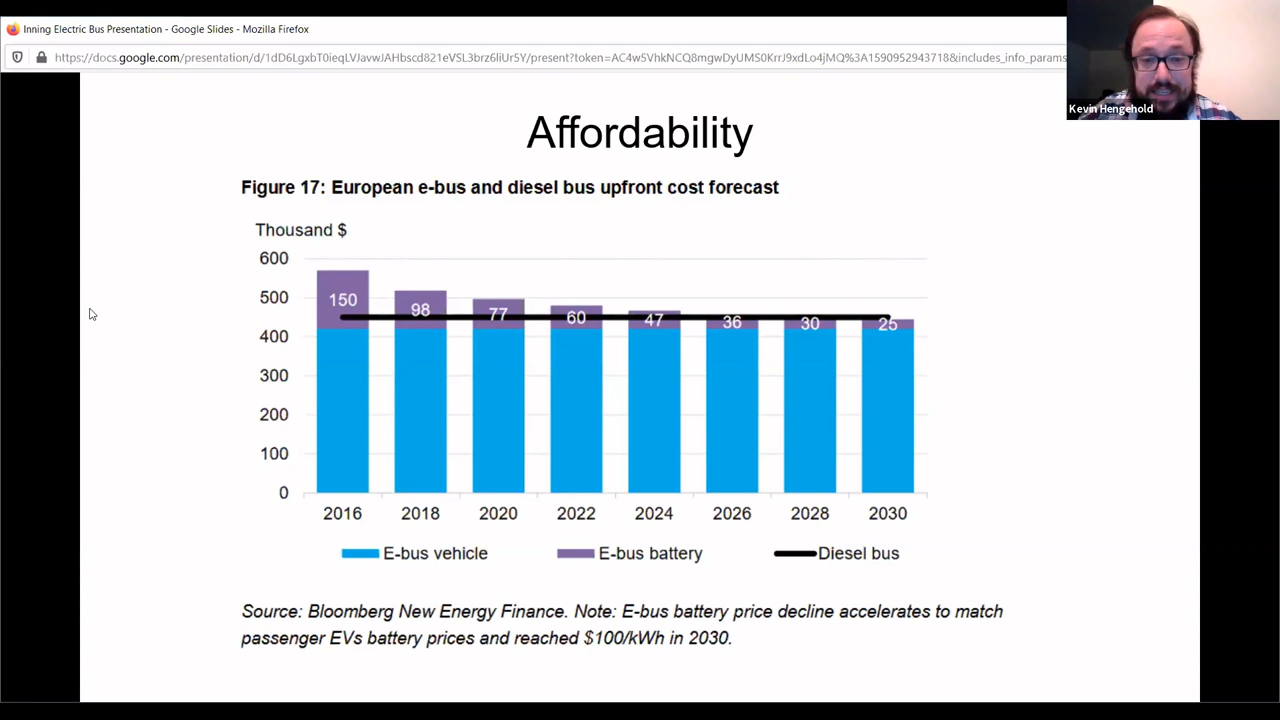 Inning Electric Bus Presentation - Google Slides - Mozilla Firefox
https://docs.google.com/presentation/d/1dD6LgxbT0ieqLVJavwJAHbscd821eVSL3brz6liUr5Y/present?token=AC4w5VhkNCQ8mgwDyUMS0KrrJ9xdLo4jMQ%3A1590952943718&includes_info_params
Kevin Hengehold
Affordability
Figure 17: European e-bus and diesel bus upfront cost forecast
Thousand $
600
500
400
300
200
100
0
150
98
77
60
47
36
30
25
2016 2018 2020 2022 2024 2026 2028 2030
E-bus vehicle E-bus battery Diesel bus
Source: Bloomberg New Energy Finance. Note: E-bus battery price decline accelerates to match
passenger EVs battery prices and reached $100/kWh in 2030.